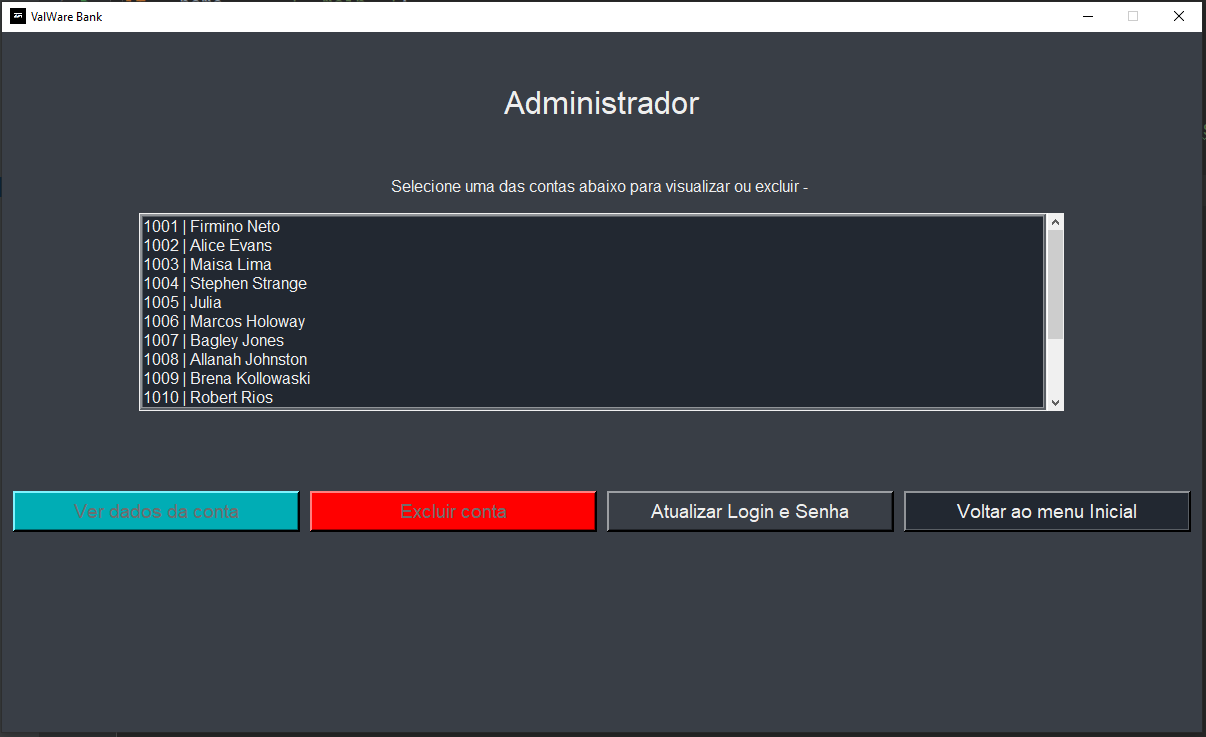 ValWare Bank
Administrador
Selecione uma das contas abaixo para visualizar ou excluir -
1001 | Firmino Neto
1002 | Alice Evans
1003 | Maisa Lima
1004 | Stephen Strange
1005 | Julia
1006 | Marcos Holoway
1007 | Bagley Jones
1008 | Allanah Johnston
1009 | Brena Kollowaski
1010 | Robert Rios
Ver dados da conta
Excluir conta
Atualizar Login e Senha
Voltar ao menu Inicial